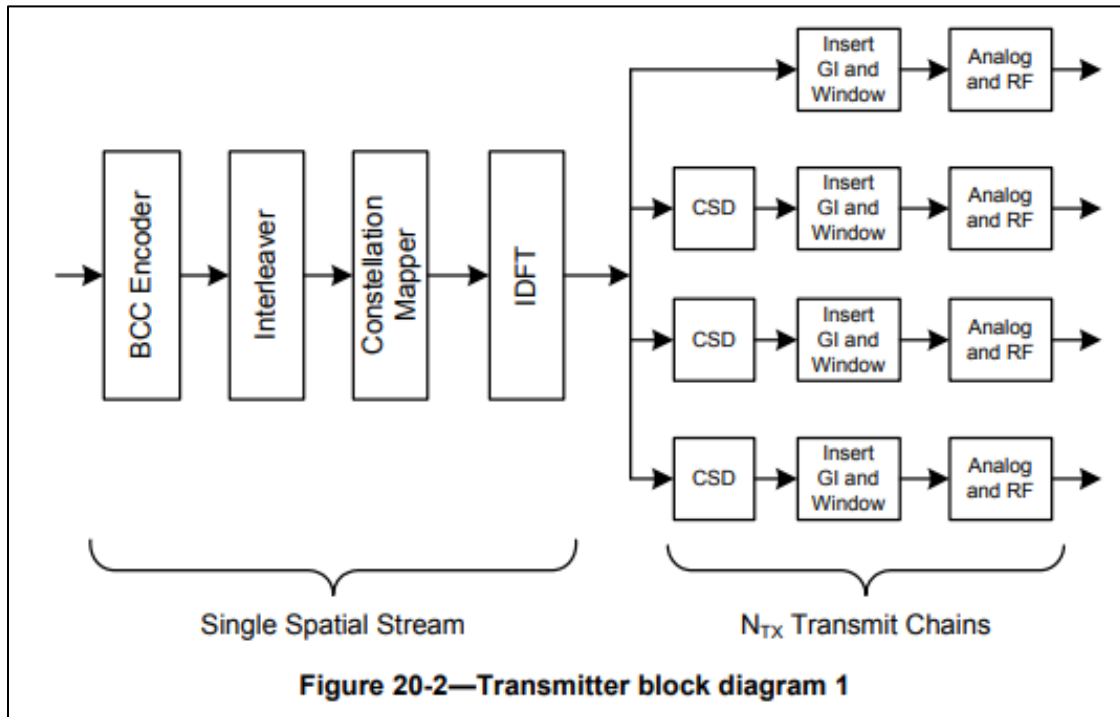 Insert
GI and
Window
Analog
and RF
BCC Encoder
Interleaver
Constellation
Mapper
IDFT
CSD
Insert
GI and
Window
Analog
and RF
CSD
Insert
GI and
Window
Analog
and RF
CSD
Insert
GI and
Window
Analog
and RF
Single Spatial Stream
NTX Transmit Chains
Figure 20-2—Transmitter block diagram 1